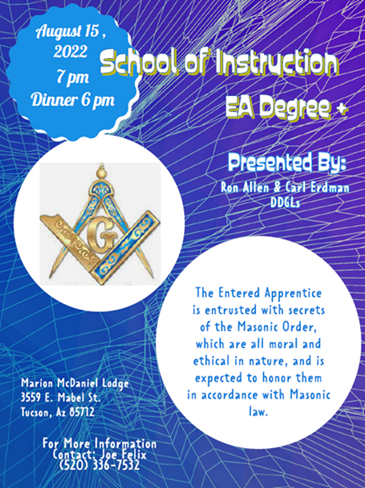 August 15 ,
2022
7 pm
Dinner 6 pm
School of Instruction
EA Degree +
Presented By:
Ron Allen & Carl Erdman
DDGLs
G
The Entered Apprentice
is entrusted with secrets
of the Masonic Order,
which are all moral and
ethical in nature, and is
expected to honor them
in accordance with Masonic
law.
Marion McDaniel Lodge
3559 E. Mabel St.
Tucson, Az 85712
For More Information
Contact: Joe Felix
(520) 336-7532